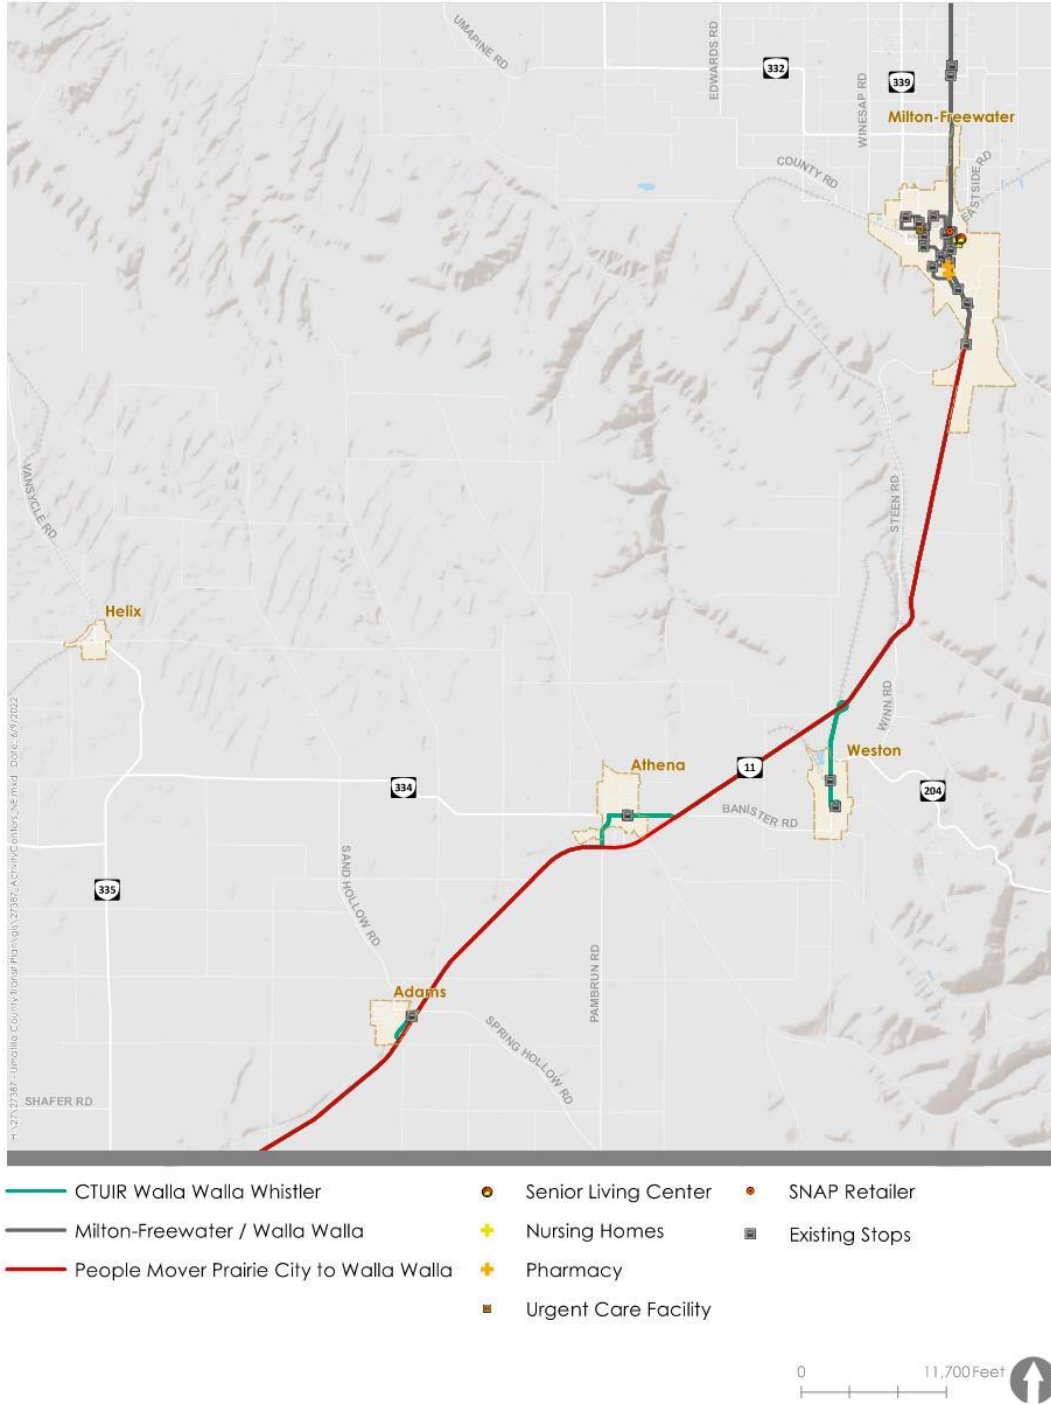 UMAPINE RD
EDWARDS RD
332
WINESAP RD
339
Milton-Freewater
COUNTY RD
EASTSIDE RD
STEEN RD
VANSYCLE RD
Helix
WINN RD
Weston
Athena
11
334
204
BANISTER RD
335
SAND HOLLOW RD
PAMBRUN RD
Adams
SPRING HOLLOW RD
SHAFER RD
CTUIR Walla Walla Whistler
Milton-Freewater / Walla Walla
People Mover Prairie City to Walla Walla
Senior Living Center
Nursing Homes
Pharmacy
Urgent Care Facility
SNAP Retailer
Existing Stops
0 11,700 Feet